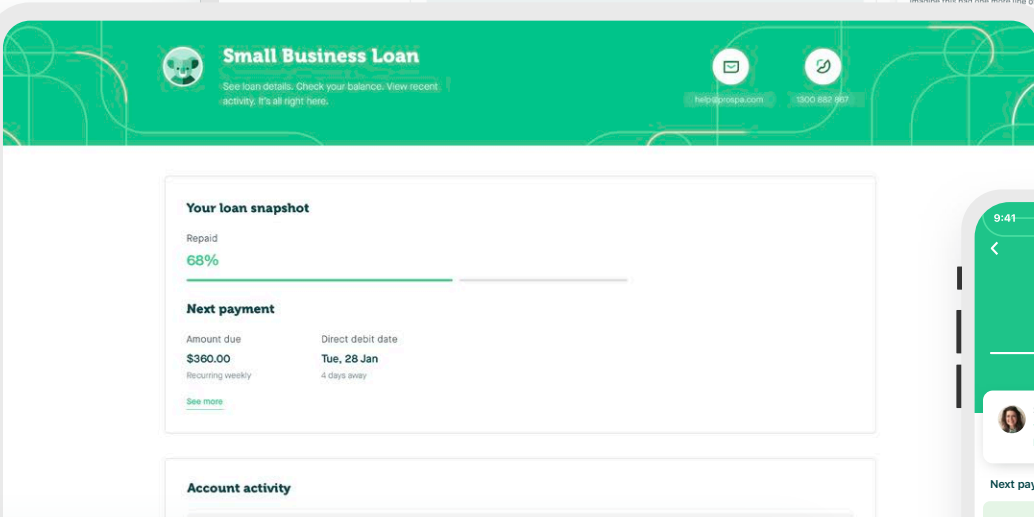 Small Business Loan
See loan details. Check your balance. View recent
activity. It's all right here.
help@prospa.com
1300 882 867
Your loan snapshot
Repaid
68%
Next payment
Amount due
Direct debit date
$360.00
Tue, 28 Jan
Recurring weekly
4 days away
See more
Account activity
9:41
Next pay